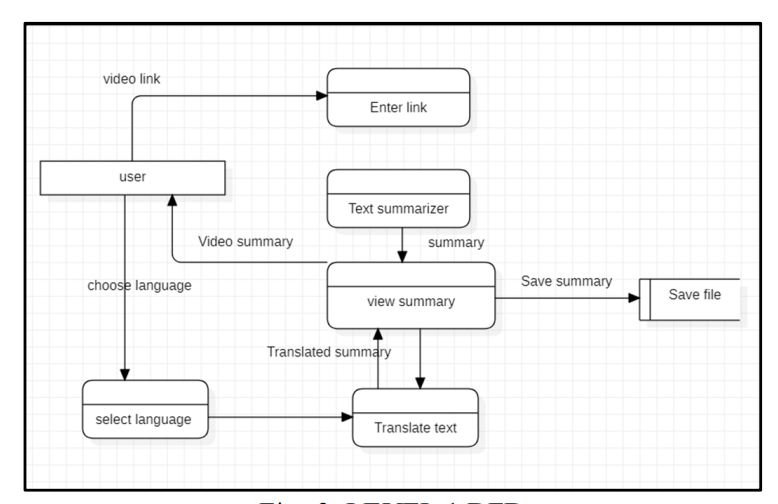 video link
Enter link
user
Text summarizer
Video summary
summary
choose language
view summary
Save summary
Save file
Translated summary
select language
Translate text